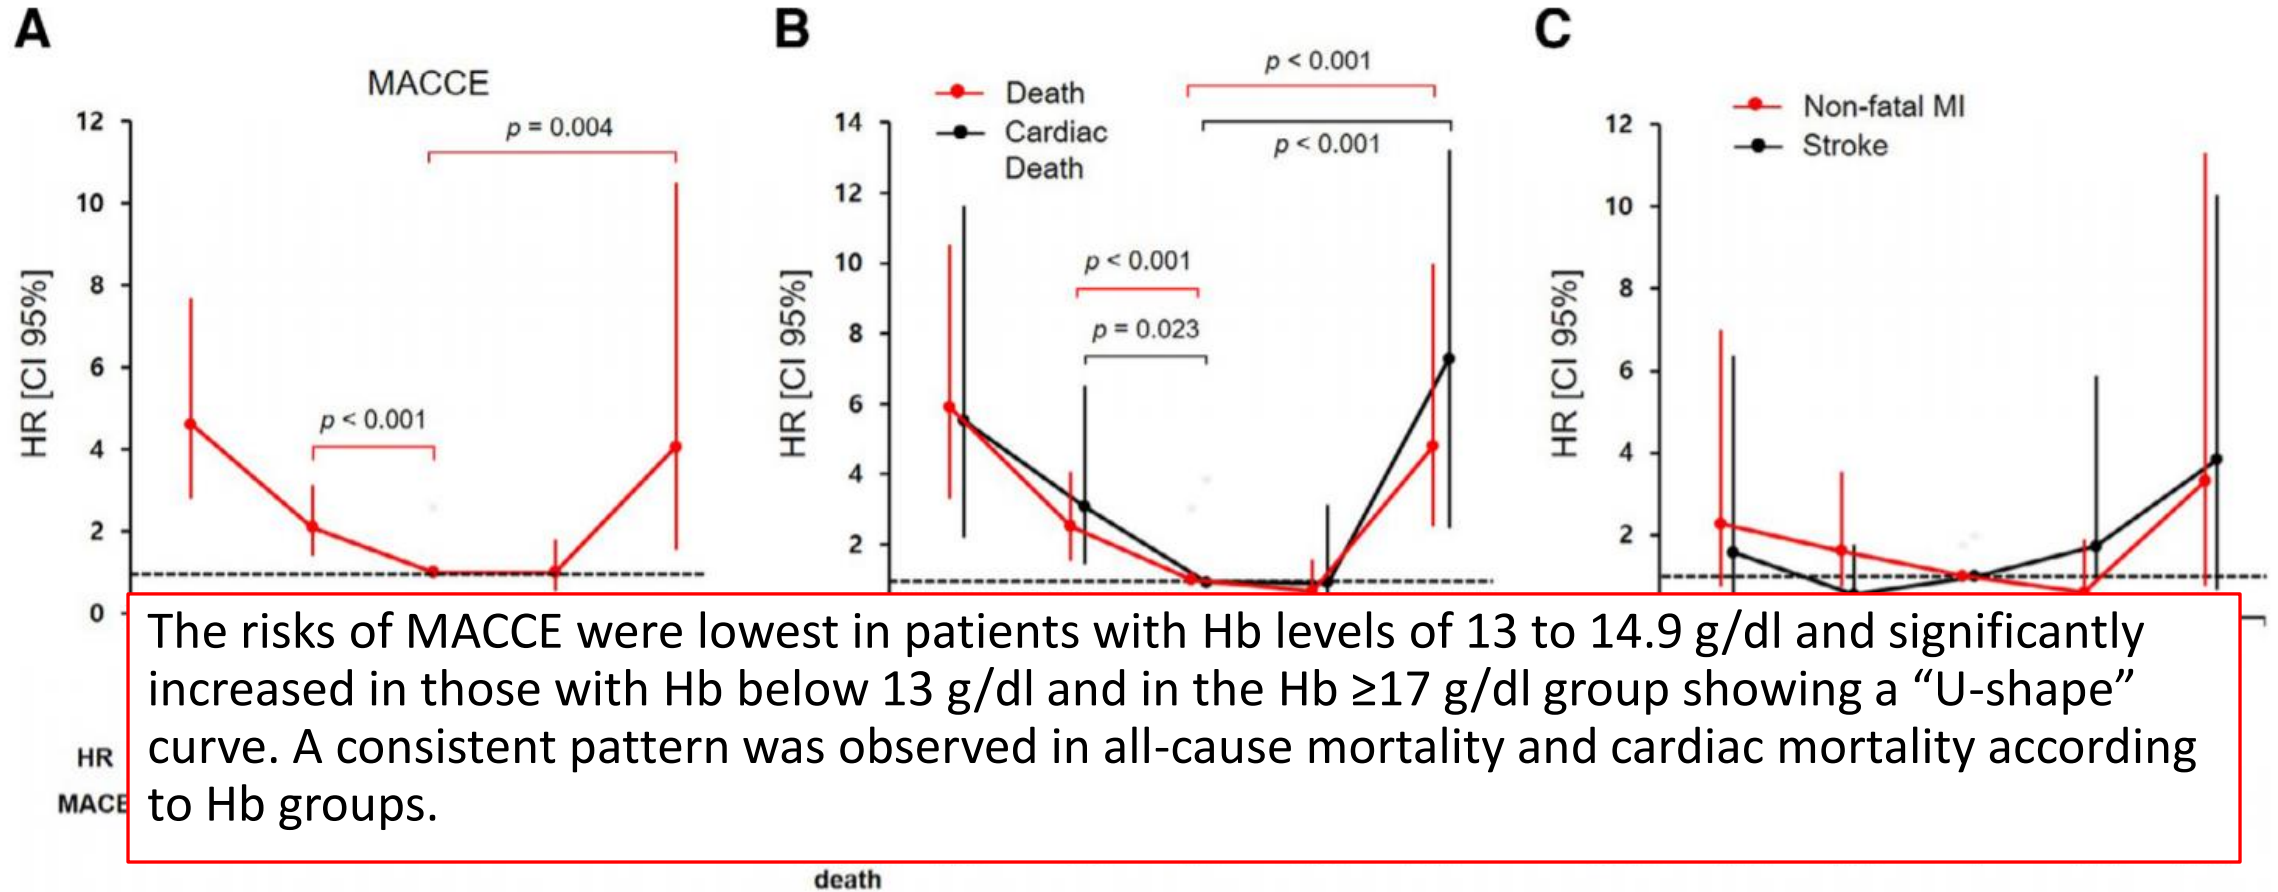 A
MACCE
12
10
8
6
4
2
0
HR [CI 95%]
p = 0.004
p < 0.001
B
Death
Cardiac
Death
p < 0.001
p < 0.001
14
12
10
8
6
4
2
HR [CI 95%]
p < 0.001
p = 0.023
C
Non-fatal MI
Stroke
12
10
8
6
4
2
HR [CI 95%]
The risks of MACCE were lowest in patients with Hb levels of 13 to 14.9 g/dl and significantly
increased in those with Hb below 13 g/dl and in the Hb ≥17 g/dl group showing a “U-shape”
curve. A consistent pattern was observed in all-cause mortality and cardiac mortality according
to Hb groups.
HR
MACE
death